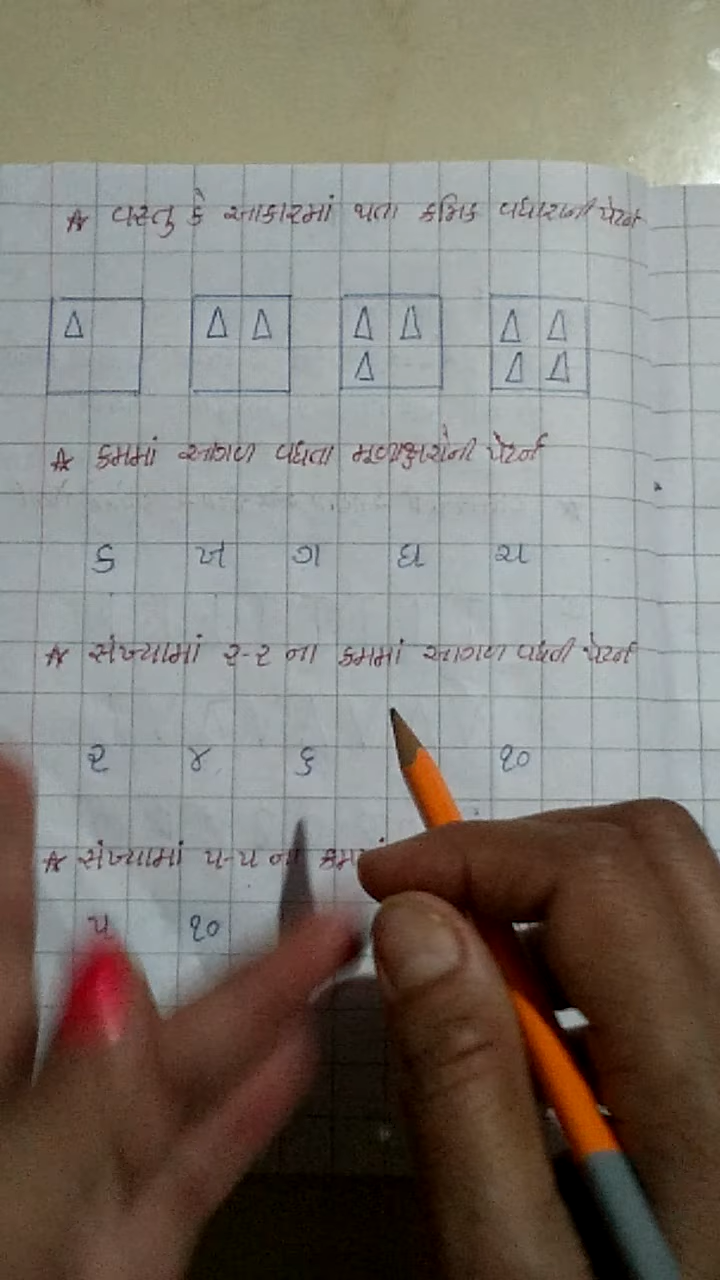 ☆ વસ્તુ કે આકારમાં થતા ક્રમિક વધારાની પેટર્ન
☆ ક્રમમાં આગળ વધતા મૂળાક્ષરોની પેટર્ન
ક ખ ગ ઘ ચ
☆ સંખ્યામાં ૨-૨ ના ક્રમમાં આગળ વધતી પેટર્ન
૨ ૪ ૬ ૧૦
☆ સંખ્યામાં ૫-૫ ના ક્રમમાં
૫ ૧૦